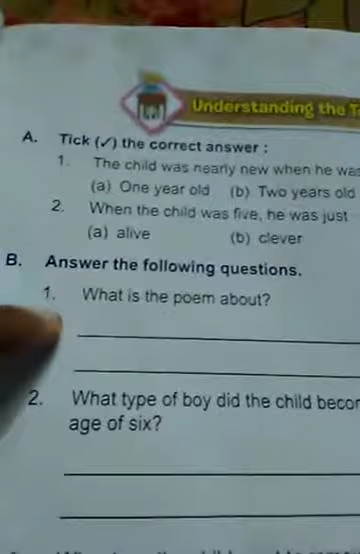 Understanding the
A. Tick (✓) the correct answer :
1. The child was nearly new when he was
(a) One year old (b) Two years old
2. When the child was five, he was just
(a) alive (b) clever
B. Answer the following questions.
1. What is the poem about?
2. What type of boy did the child
age of six?